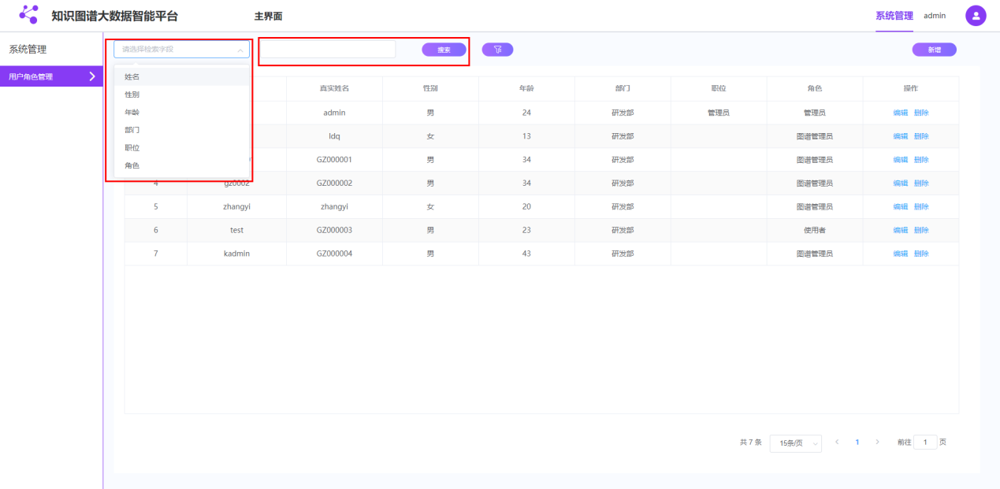 知识图谱大数据智能平台 主界面 系统管理 admin
系统管理
用户角色管理
请选择检索字段 搜索 新增
姓名
性别
年龄
部门
职位
角色
真实姓名 性别 年龄 部门 职位 角色 操作
admin 男 24 研发部 管理员 管理员 编辑 删除
ldq 女 13 研发部 图谱管理员 编辑 删除
GZ000001 男 34 研发部 图谱管理员 编辑 删除
4 gz0002 GZ000002 男 34 研发部 图谱管理员 编辑 删除
5 zhangyi zhangyi 女 20 研发部 图谱管理员 编辑 删除
6 test GZ000003 男 23 研发部 使用者 编辑 删除
7 kadmin GZ000004 男 43 研发部 图谱管理员 编辑 删除
共 7 条 15条/页 1 前往 1 页